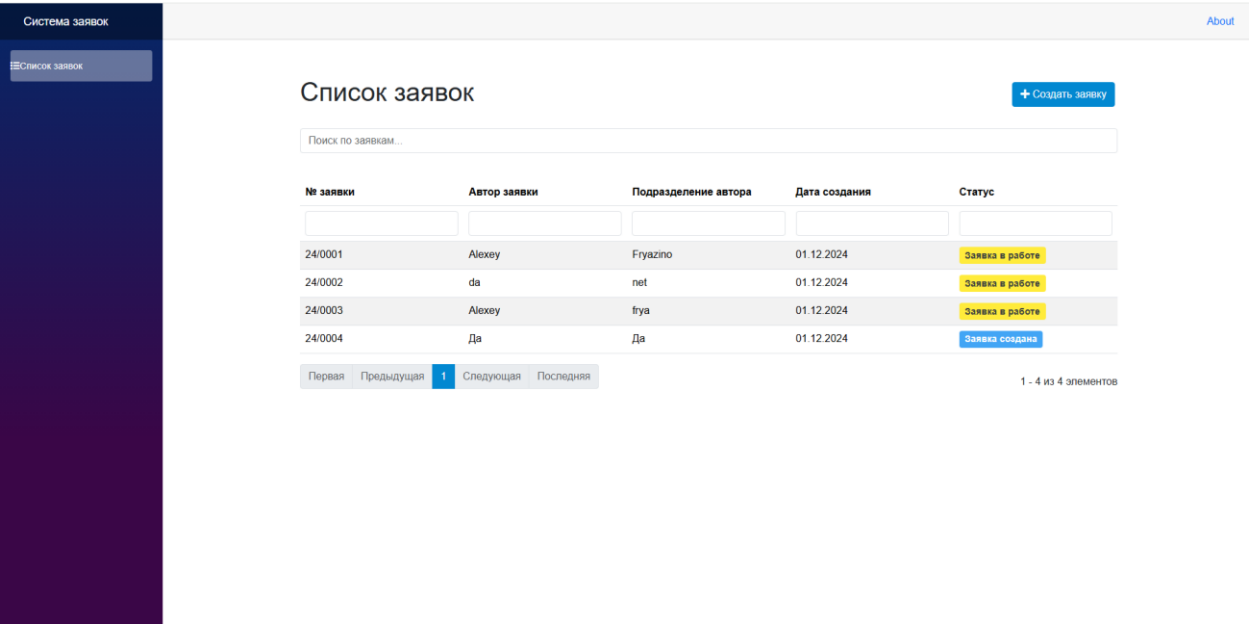 Система заявок
About
Список заявок
Список заявок
+ Создать заявку
Поиск по заявкам...
№ заявки Автор заявки Подразделение автора Дата создания Статус
24/0001 Alexey Fryazino 01.12.2024 Заявка в работе
24/0002 da net 01.12.2024 Заявка в работе
24/0003 Alexey frya 01.12.2024 Заявка в работе
24/0004 Да Да 01.12.2024 Заявка создана
Первая Предыдущая 1 Следующая Последняя
1 - 4 из 4 элементов